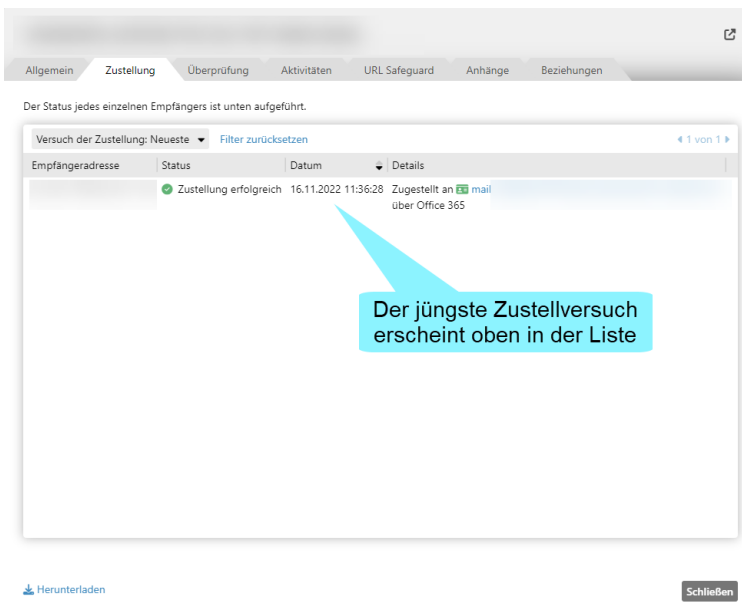 Allgemein Zustellung Überprüfung Aktivitäten URL Safeguard Anhänge Beziehungen
Der Status jedes einzelnen Empfängers ist unten aufgeführt.
Versuch der Zustellung: Neueste Filter zurücksetzen 1 von 1
Empfängeradresse Status Datum Details
Zustellung erfolgreich 16.11.2022 11:36:28 Zugestellt an mail
über Office 365
Der jüngste Zustellversuch
erscheint oben in der Liste
Herunterladen Schließen